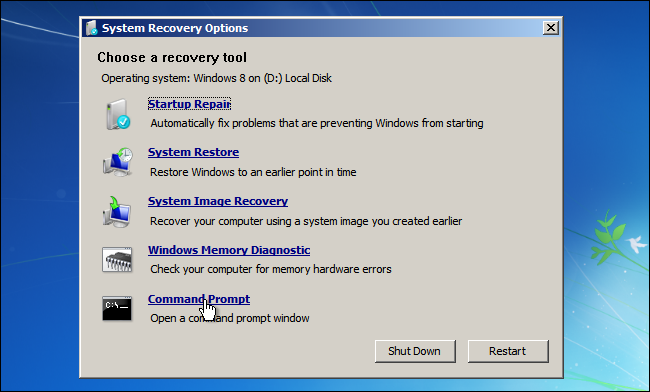 System Recovery Options
Choose a recovery tool
Operating system: Windows 8 on (D:) Local Disk
Startup Repair
Automatically fix problems that are preventing Windows from starting
System Restore
Restore Windows to an earlier point in time
System Image Recovery
Recover your computer using a system image you created earlier
Windows Memory Diagnostic
Check your computer for memory hardware errors
C:\_
Command Prompt
Open a command prompt window
Shut Down Restart